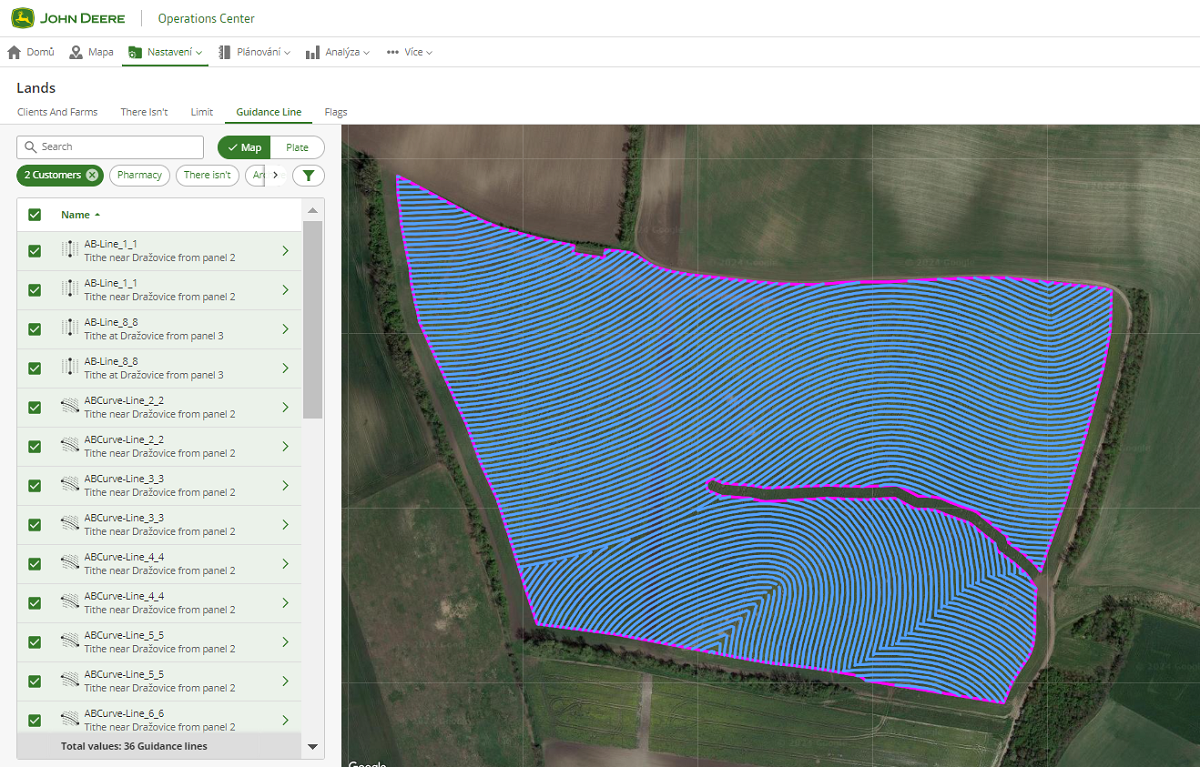 JOHN DEERE
Operations Center
Domů
Mapa
Nastavení
Plánování
Analýza
Více
Lands
Clients And Farms
There Isn't
Limit
Guidance Line
Flags
Search
Map
Plate
2 Customers
Pharmacy
There isn't
Name
AB-Line_1_1
Tithe near Dražovice from panel 2
AB-Line_1_1
Tithe near Dražovice from panel 2
AB-Line_8_8
Tithe at Dražovice from panel 3
AB-Line_8_8
Tithe at Dražovice from panel 3
ABCurve-Line_2_2
Tithe near Dražovice from panel 2
ABCurve-Line_2_2
Tithe near Dražovice from panel 2
ABCurve-Line_3_3
Tithe near Dražovice from panel 2
ABCurve-Line_3_3
Tithe near Dražovice from panel 2
ABCurve-Line_4_4
Tithe near Dražovice from panel 2
ABCurve-Line_4_4
Tithe near Dražovice from panel 2
ABCurve-Line_5_5
Tithe near Dražovice from panel 2
ABCurve-Line_5_5
Tithe near Dražovice from panel 2
ABCurve-Line_6_6
Tithe near Dražovice from panel 2
Total values: 36 Guidance lines
Google